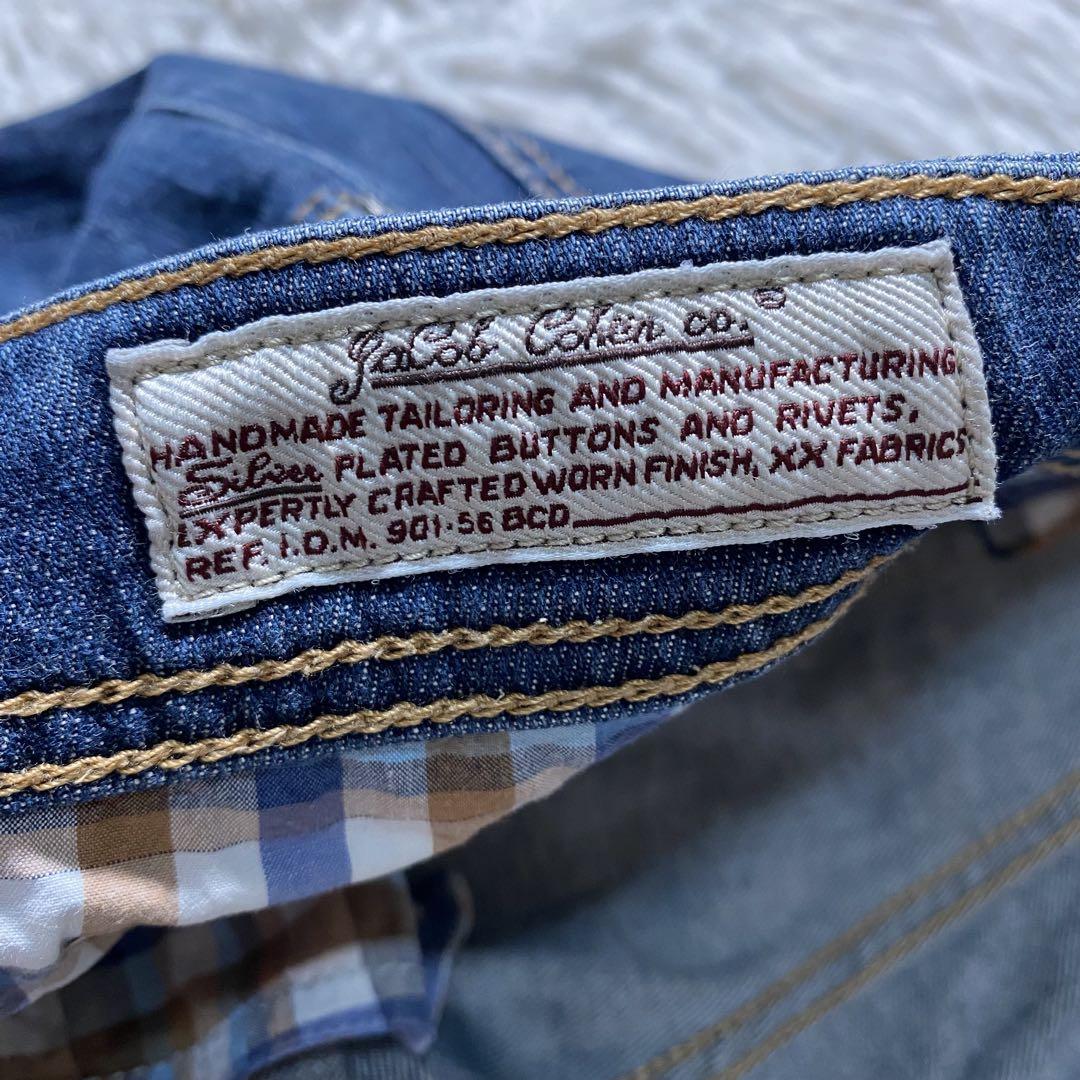 Jacob Cohën co. ®
HANDMADE TAILORING AND MANUFACTURING.
Silver PLATED BUTTONS AND RIVETS,
EXPERTLY CRAFTED WORN FINISH, XX FABRICS
REF. I.D.M. 901-56 BCD